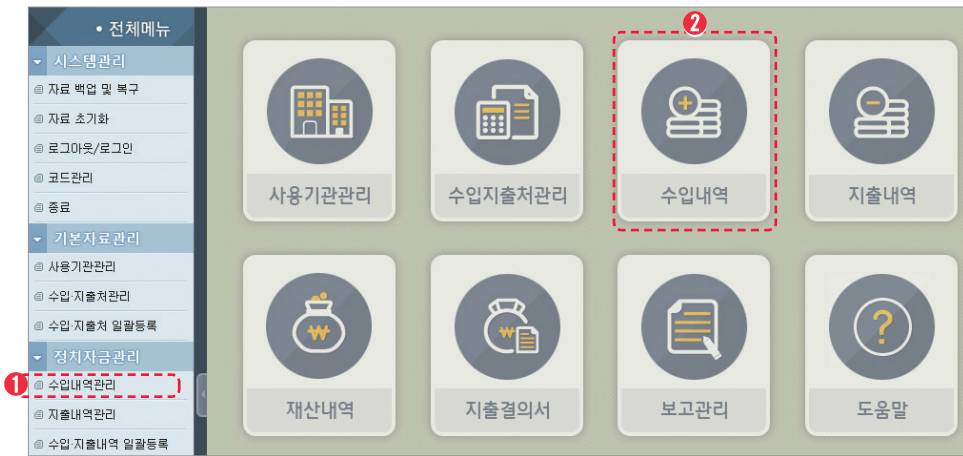 • 전체메뉴
시스템관리
자료 백업 및 복구
자료 초기화
로그아웃/로그인
코드관리
종료
기본자료관리
사용기관관리
수입·지출처관리
수입·지출처 일괄등록
정치자금관리
1 수입내역관리
지출내역관리
수입·지출내역 일괄등록
2
사용기관관리
수입지출처관리
수입내역
지출내역
재산내역
지출결의서
보고관리
도움말